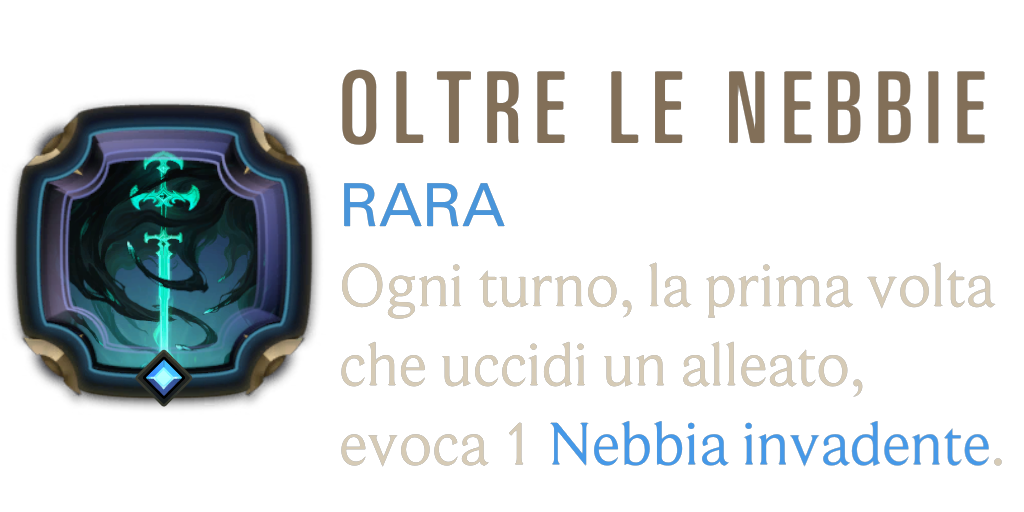 OLTRE LE NEBBIE
RARA
Ogni turno, la prima volta
che uccidi un alleato,
evoca 1 Nebbia invadente.